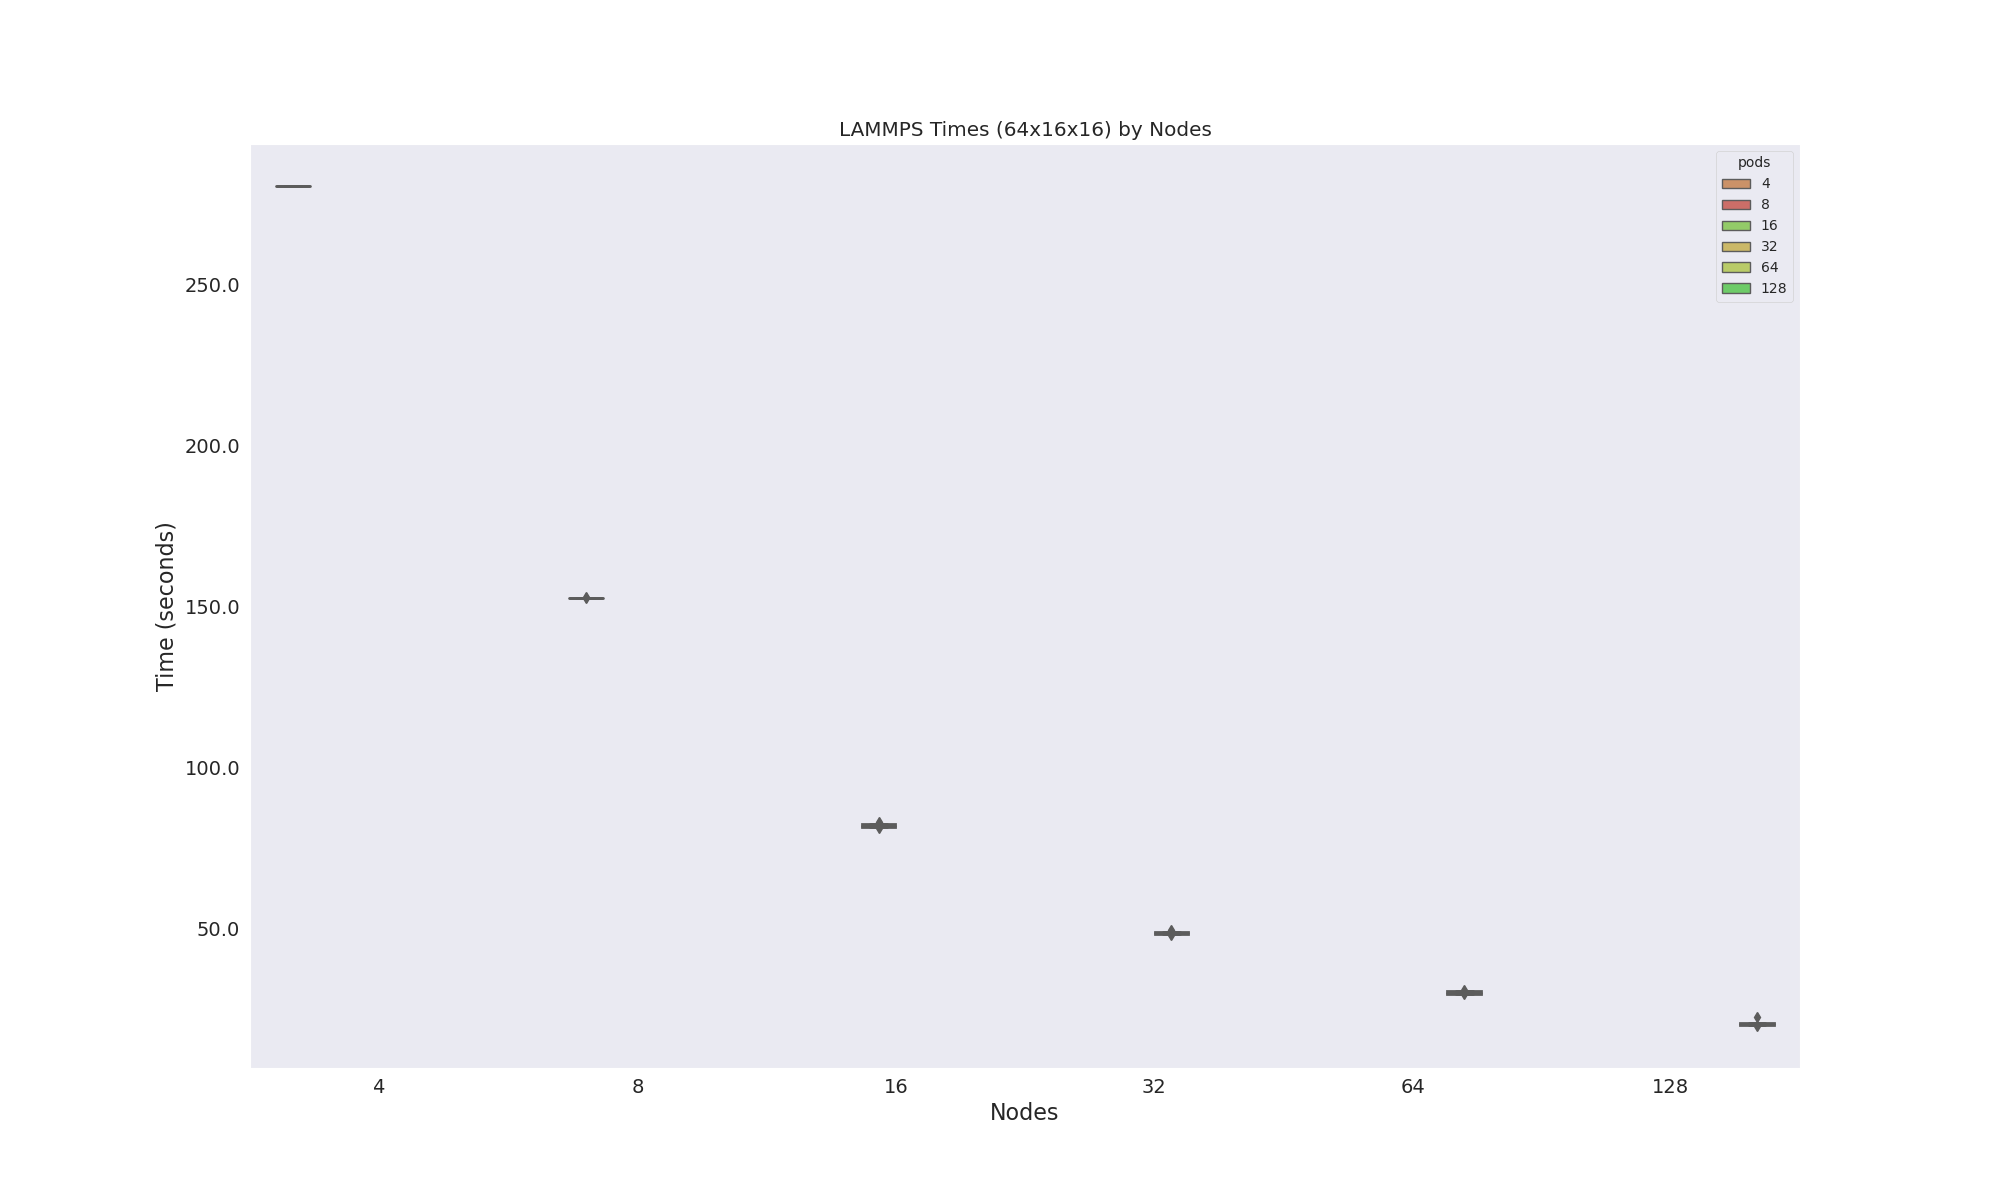 LAMMPS Times (64x16x16) by Nodes
pods
4
8
16
32
64
128
250.0
200.0
150.0
100.0
50.0
Time (seconds)
4 8 16 32 64 128
Nodes